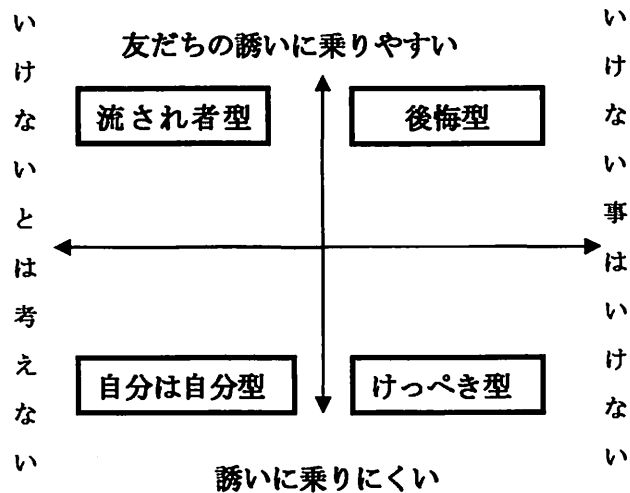 友だちの誘いに乗りやすい
いけない事はいけない
いけないとは考えない
流され者型
後悔型
自分は自分型
けっぺき型
誘いに乗りにくい